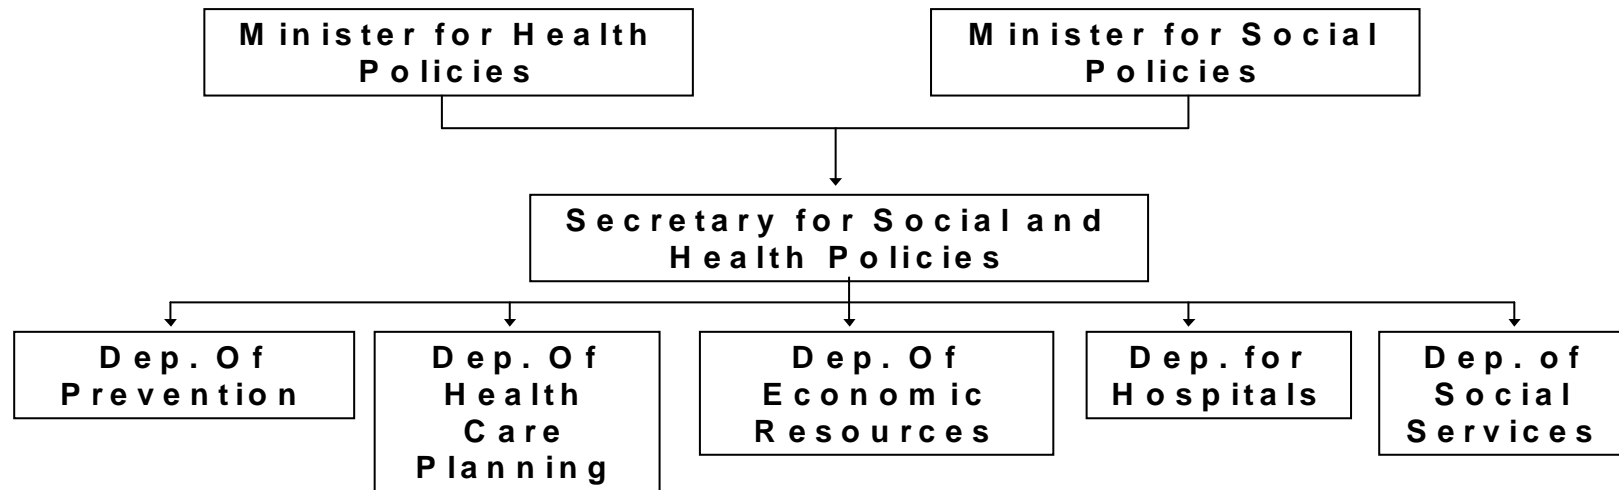 Minister for Health
Policies
Minister for Social
Policies
Secretary for Social and
Health Policies
Dep. Of
Prevention
Dep. Of
Health
Care
Planning
Dep. Of
Economic
Resources
Dep. for
Hospitals
Dep. of
Social
Services